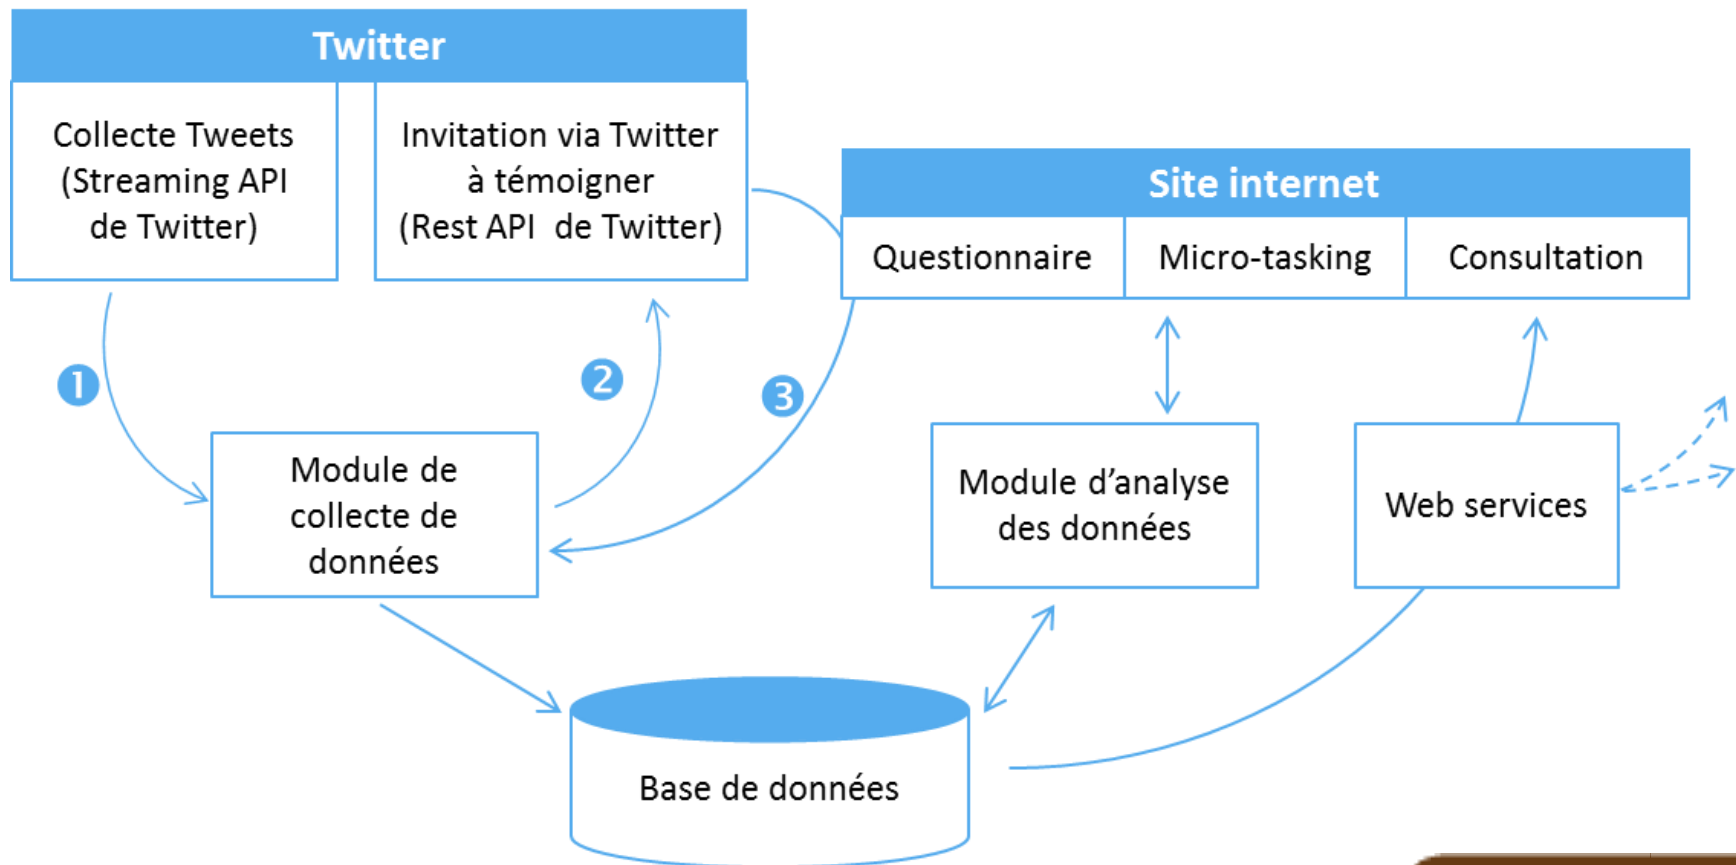 Twitter
Collecte Tweets
(Streaming API
de Twitter)
Invitation via Twitter
à témoigner
(Rest API de Twitter)
Site internet
Questionnaire
Micro-tasking
Consultation
1
2
3
Module de
collecte de
données
Module d’analyse
des données
Web services
Base de données